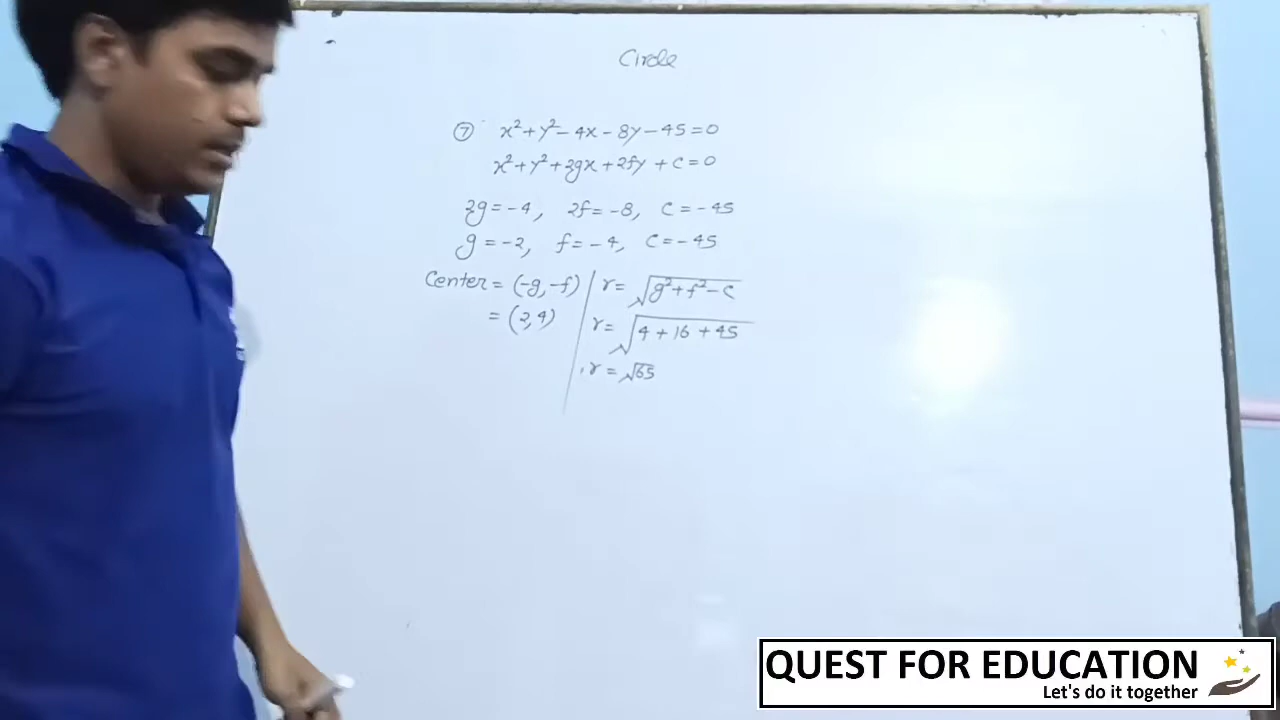 Circle
⑦ x²+y²-4x-8y-45=0
x²+y²+2gx+2fy+c=0
2g=-4, 2f=-8, c=-45
g=-2, f=-4, c=-45
Center = (-g,-f) r= √g²+f²-c
= (2,4) r= √4+16+45
r=√65
QUEST FOR EDUCATION
Let's do it together